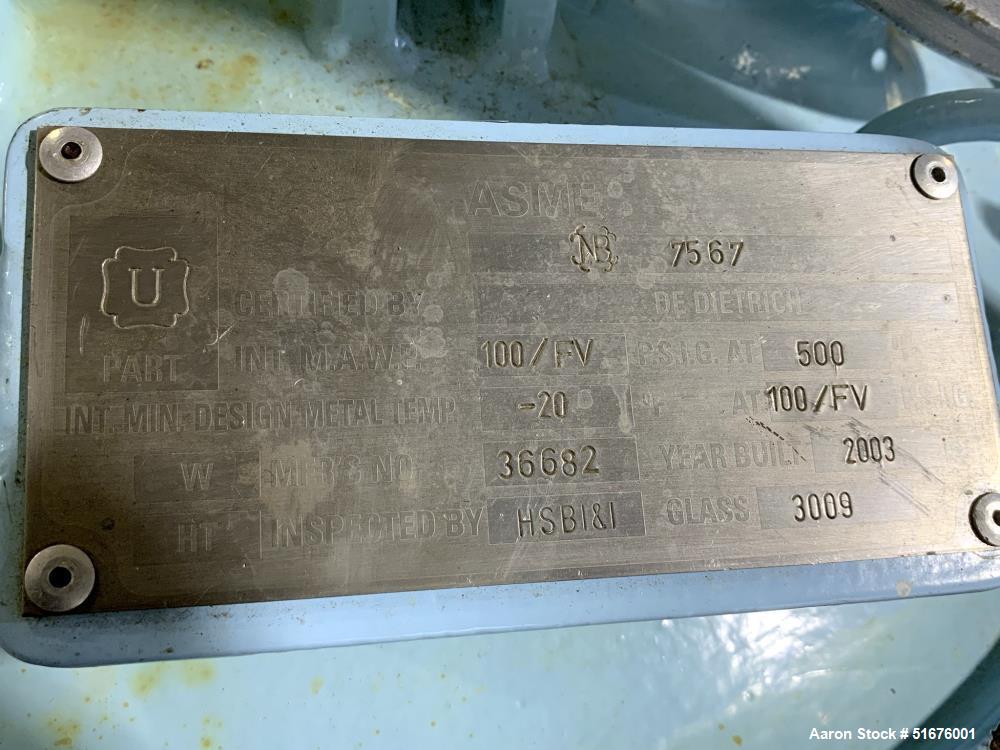 ASME
NB 7567
U
CERTIFIED BY DE DIETRICH
PART INT. M.A.W.P. 100/FV P.S.I.G. AT 500 °F
INT. MIN. DESIGN METAL TEMP. -20 °F AT 100/FV P.S.I.G.
W MFR'S NO. 36682 YEAR BUILT 2003
HT INSPECTED BY HSBI&I GLASS 3009
Aaron Stock # 51676001